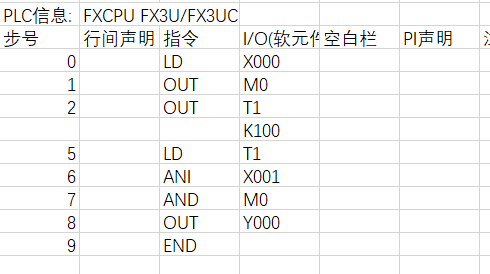 PLC信息: FXCPU FX3U/FX3UC
步号 行间声明 指令 I/O(软元件 空白栏 PI声明
0 LD X000
1 OUT M0
2 OUT T1
K100
5 LD T1
6 ANI X001
7 AND M0
8 OUT Y000
9 END